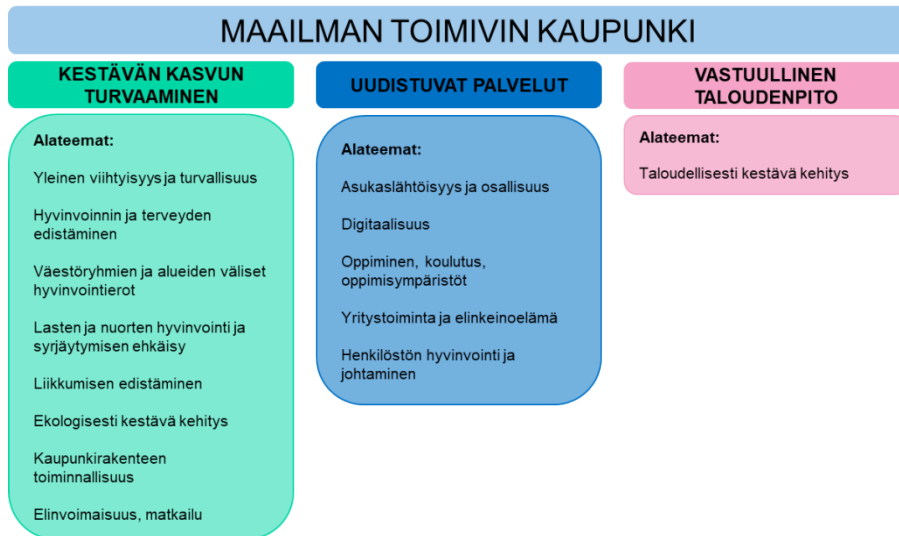 MAAILMAN TOIMIVIN KAUPUNKI
KESTÄVÄN KASVUN
TURVAAMINEN
Alateemat:
Yleinen viihtyisyys ja turvallisuus
Hyvinvoinnin ja terveyden
edistäminen
Väestöryhmien ja alueiden väliset
hyvinvointierot
Lasten ja nuorten hyvinvointi ja
syrjäytymisen ehkäisy
Liikkumisen edistäminen
Ekologisesti kestävä kehitys
Kaupunkirakenteen
toiminnallisuus
Elinvoimaisuus, matkailu
UUDISTUVAT PALVELUT
Alateemat:
Asukaslähtöisyys ja osallisuus
Digitaalisuus
Oppiminen, koulutus,
oppimisympäristöt
Yritystoiminta ja elinkeinoelämä
Henkilöstön hyvinvointi ja
johtaminen
VASTUULLINEN
TALOUDENPITO
Alateemat:
Taloudellisesti kestävä kehitys